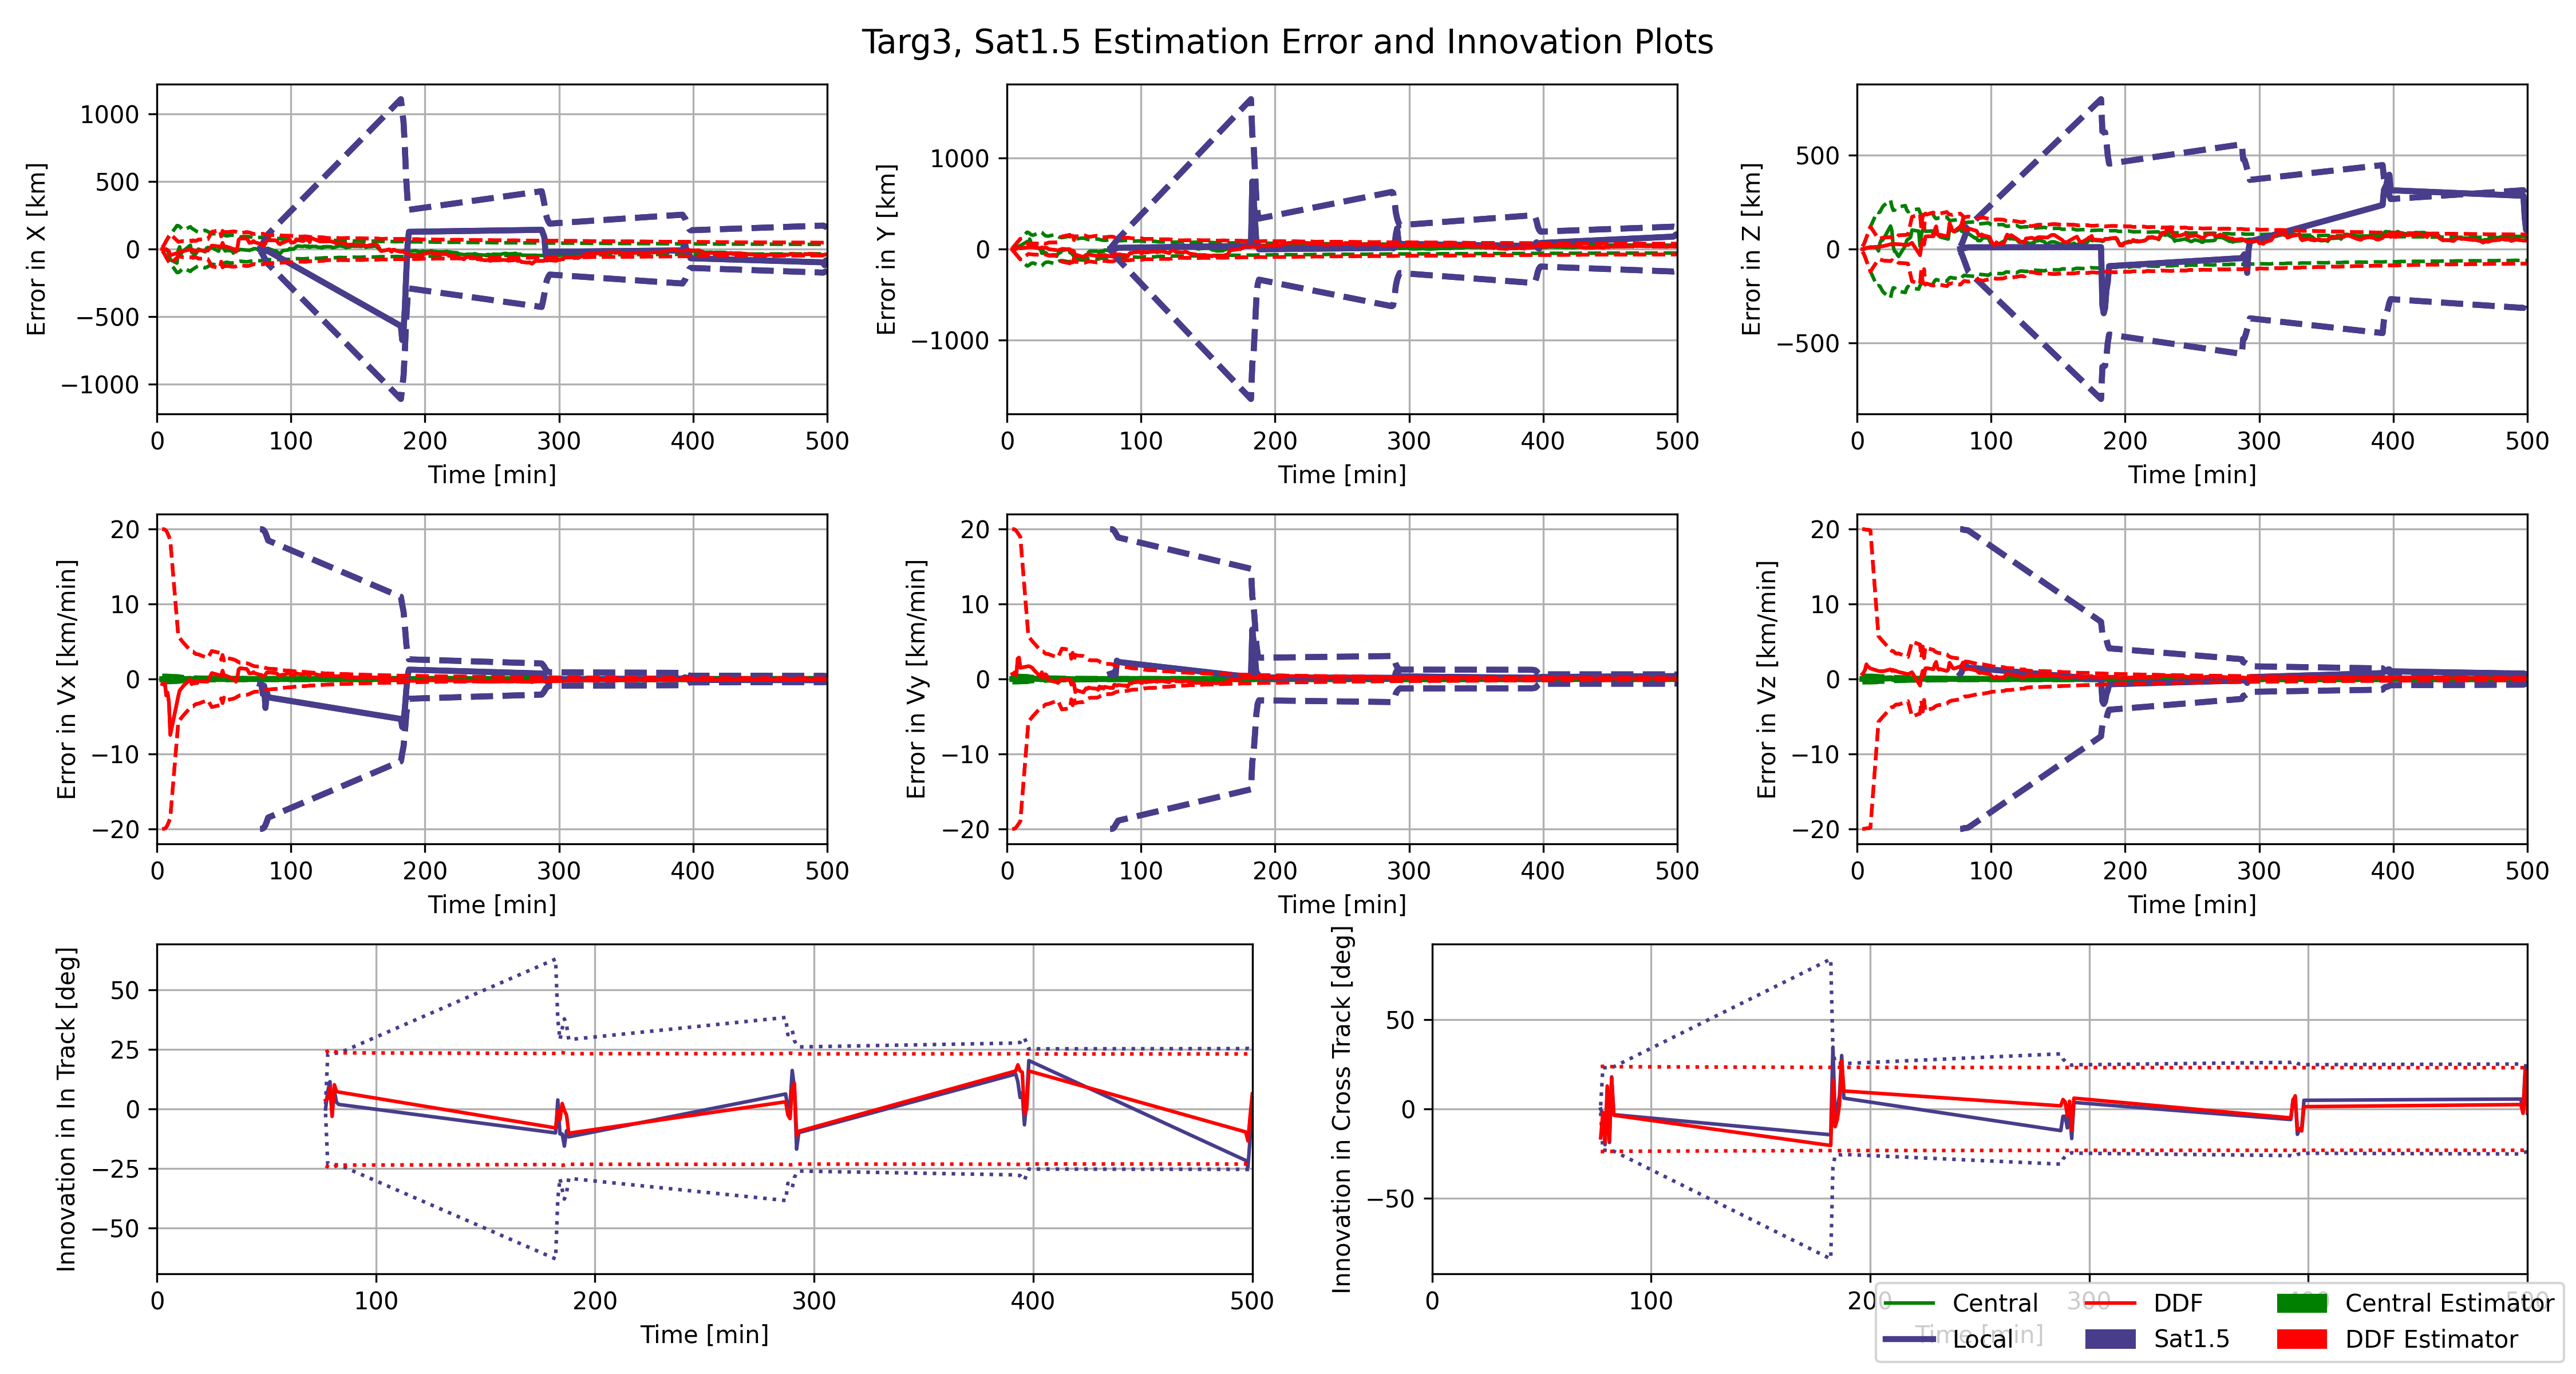 Targ3, Sat1.5 Estimation Error and Innovation Plots
Error in X [km]
1000
500
0
−500
−1000
0 100 200 300 400 500
Time [min]
Error in Y [km]
1000
0
−1000
0 100 200 300 400 500
Time [min]
Error in Z [km]
500
0
−500
0 100 200 300 400 500
Time [min]
Error in Vx [km/min]
20
10
0
−10
−20
0 100 200 300 400 500
Time [min]
Error in Vy [km/min]
20
10
0
−10
−20
0 100 200 300 400 500
Time [min]
Error in Vz [km/min]
20
10
0
−10
−20
0 100 200 300 400 500
Time [min]
Innovation in In Track [deg]
50
25
0
−25
−50
0 100 200 300 400 500
Time [min]
Innovation in Cross Track [deg]
50
0
−50
0 100 200 300 400 500
Time [min]
Central DDF Central Estimator
Local Sat1.5 DDF Estimator